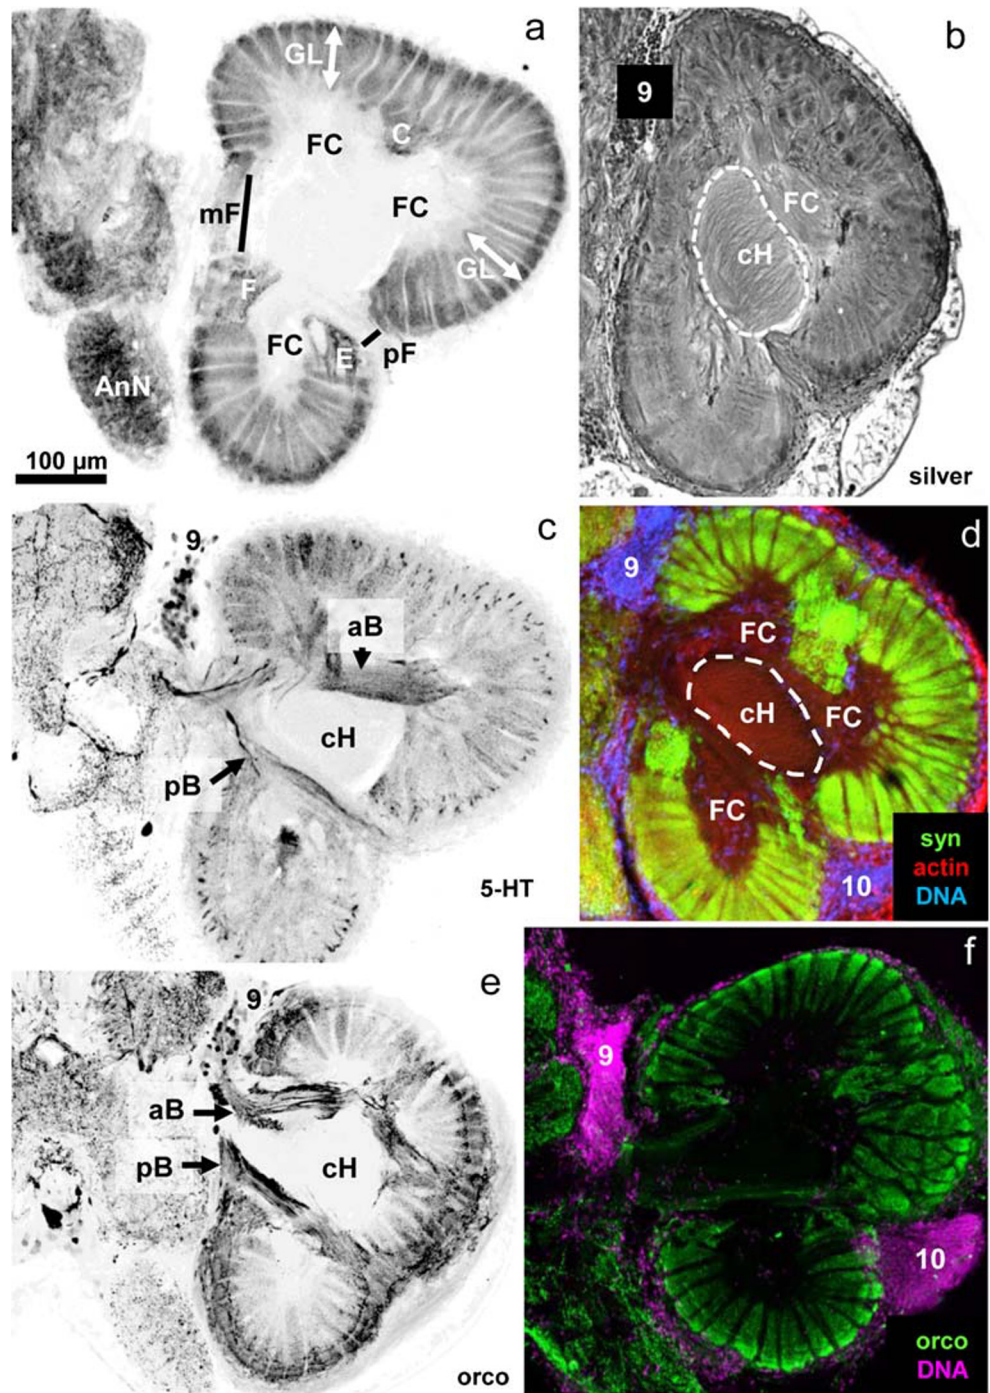 a
GL
FC
C
FC
mF
GL
F
FC
E
pF
AnN
100 µm
b
9
FC
cH
silver
c
9
aB
cH
pB
5-HT
d
9
FC
cH
FC
FC
syn
actin
10
DNA
e
9
aB
pB
cH
orco
f
9
10
orco
DNA